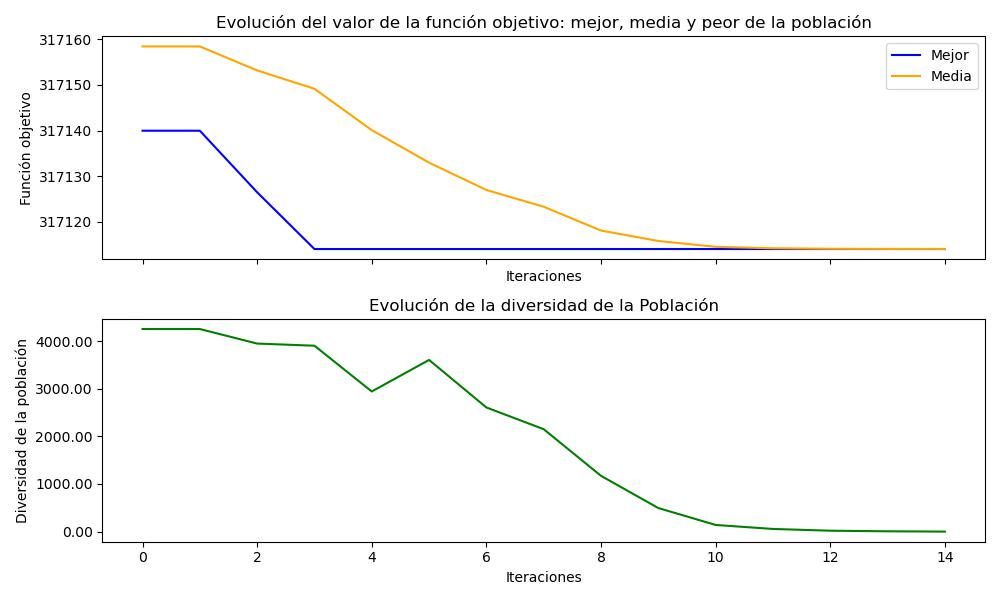 Evolución del valor de la función objetivo: mejor, media y peor de la población
317160
317150
317140
317130
317120
Función objetivo
Mejor
Media
Iteraciones
Evolución de la diversidad de la Población
4000.00
3000.00
2000.00
1000.00
0.00
Diversidad de la población
0 2 4 6 8 10 12 14
Iteraciones